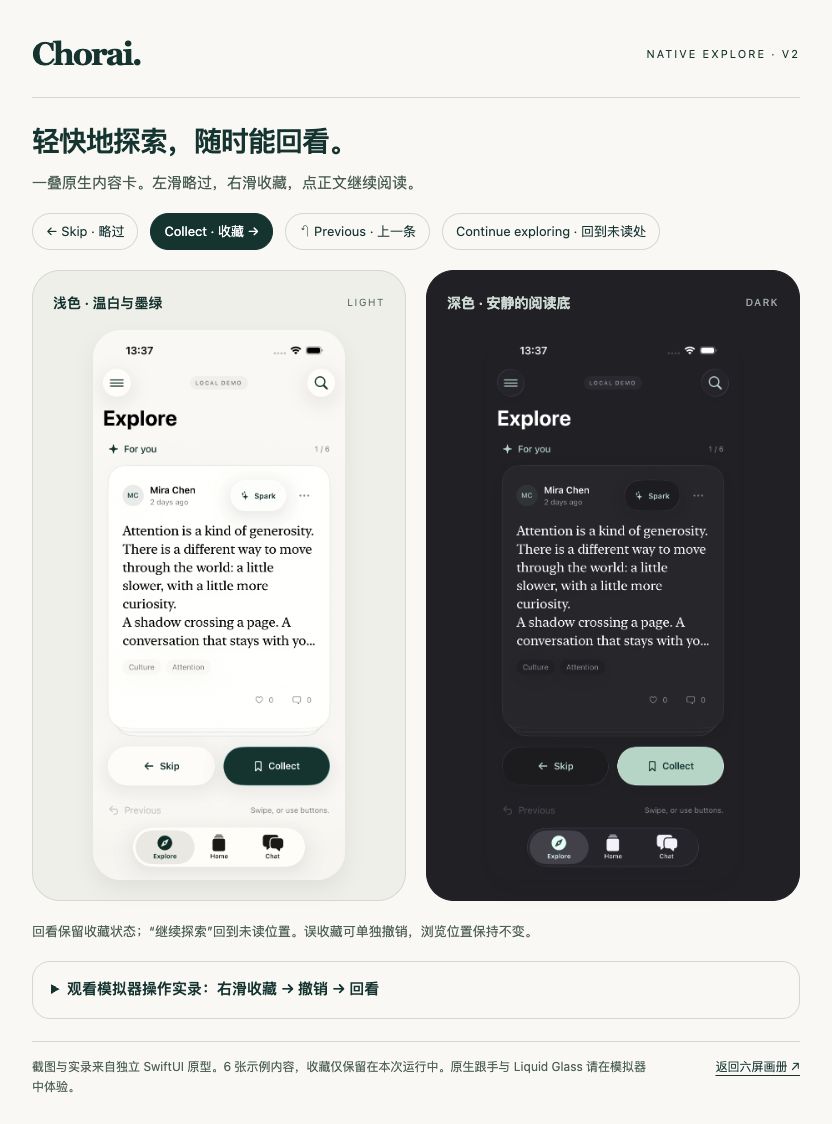 Chorai.
NATIVE EXPLORE · V2
轻快地探索，随时能回看。
一叠原生内容卡。左滑略过，右滑收藏，点正文继续阅读。
← Skip · 略过
Collect · 收藏 →
Previous · 上一条
Continue exploring · 回到未读处
浅色 · 温白与墨绿
LIGHT
13:37
LOCAL DEMO
Explore
For you
1 / 6
MC
Mira Chen
2 days ago
Spark
Attention is a kind of generosity.
There is a different way to move
through the world: a little
slower, with a little more
curiosity.
A shadow crossing a page. A
conversation that stays with yo...
Culture
Attention
0
0
← Skip
Collect
Previous
Swipe, or use buttons.
Explore
Home
Chat
深色 · 安静的阅读底
DARK
13:37
LOCAL DEMO
Explore
For you
1 / 6
MC
Mira Chen
2 days ago
Spark
Attention is a kind of generosity.
There is a different way to move
through the world: a little
slower, with a little more
curiosity.
A shadow crossing a page. A
conversation that stays with yo...
Culture
Attention
0
0
← Skip
Collect
Previous
Swipe, or use buttons.
Explore
Home
Chat
回看保留收藏状态；“继续探索”回到未读位置。误收藏可单独撤销，浏览位置保持不变。
▶ 观看模拟器操作实录：右滑收藏 → 撤销 → 回看
截图与实录来自独立 SwiftUI 原型。6 张示例内容，收藏仅保留在本次运行中。原生跟手与 Liquid Glass 请在模拟器
中体验。
返回六屏画册 ↗